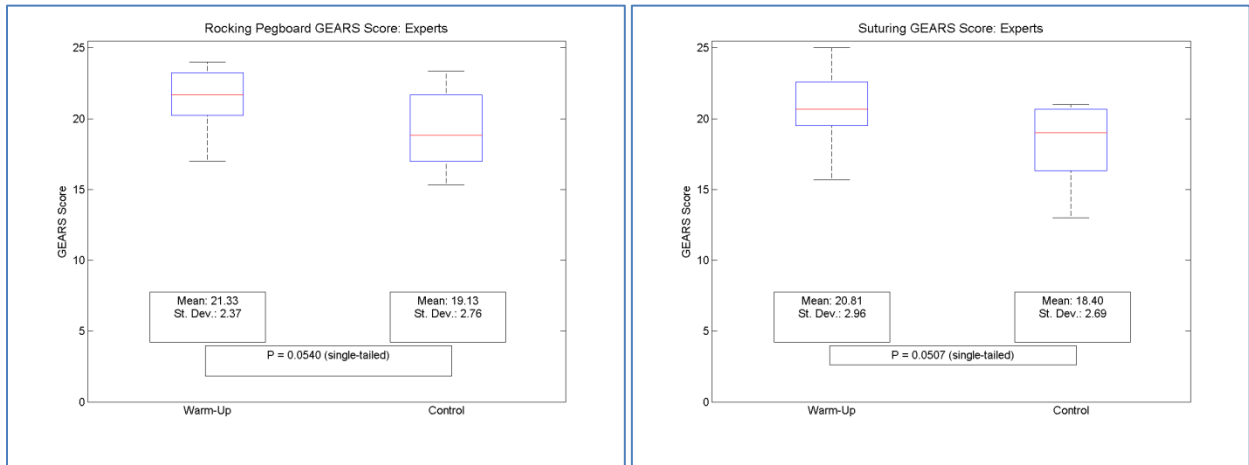 Rocking Pegboard GEARS Score: Experts
25
20
15
10
5
0
GEARS Score
Mean: 21.33
St. Dev.: 2.37
Mean: 19.13
St. Dev.: 2.76
P = 0.0540 (single-tailed)
Warm-Up
Control
Suturing GEARS Score: Experts
25
20
15
10
5
0
GEARS Score
Mean: 20.81
St. Dev.: 2.96
Mean: 18.40
St. Dev.: 2.69
P = 0.0507 (single-tailed)
Warm-Up
Control